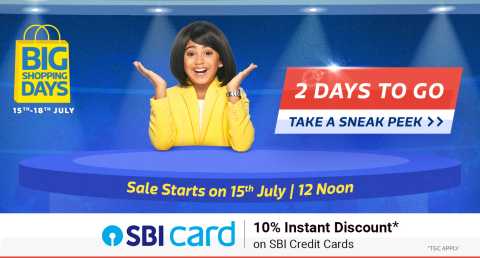 BIG
SHOPPING
DAYS
15TH-18TH JULY
2 DAYS TO GO
TAKE A SNEAK PEEK >>
Sale Starts on 15th July | 12 Noon
SBI card
10% Instant Discount*
on SBI Credit Cards
*T&C APPLY